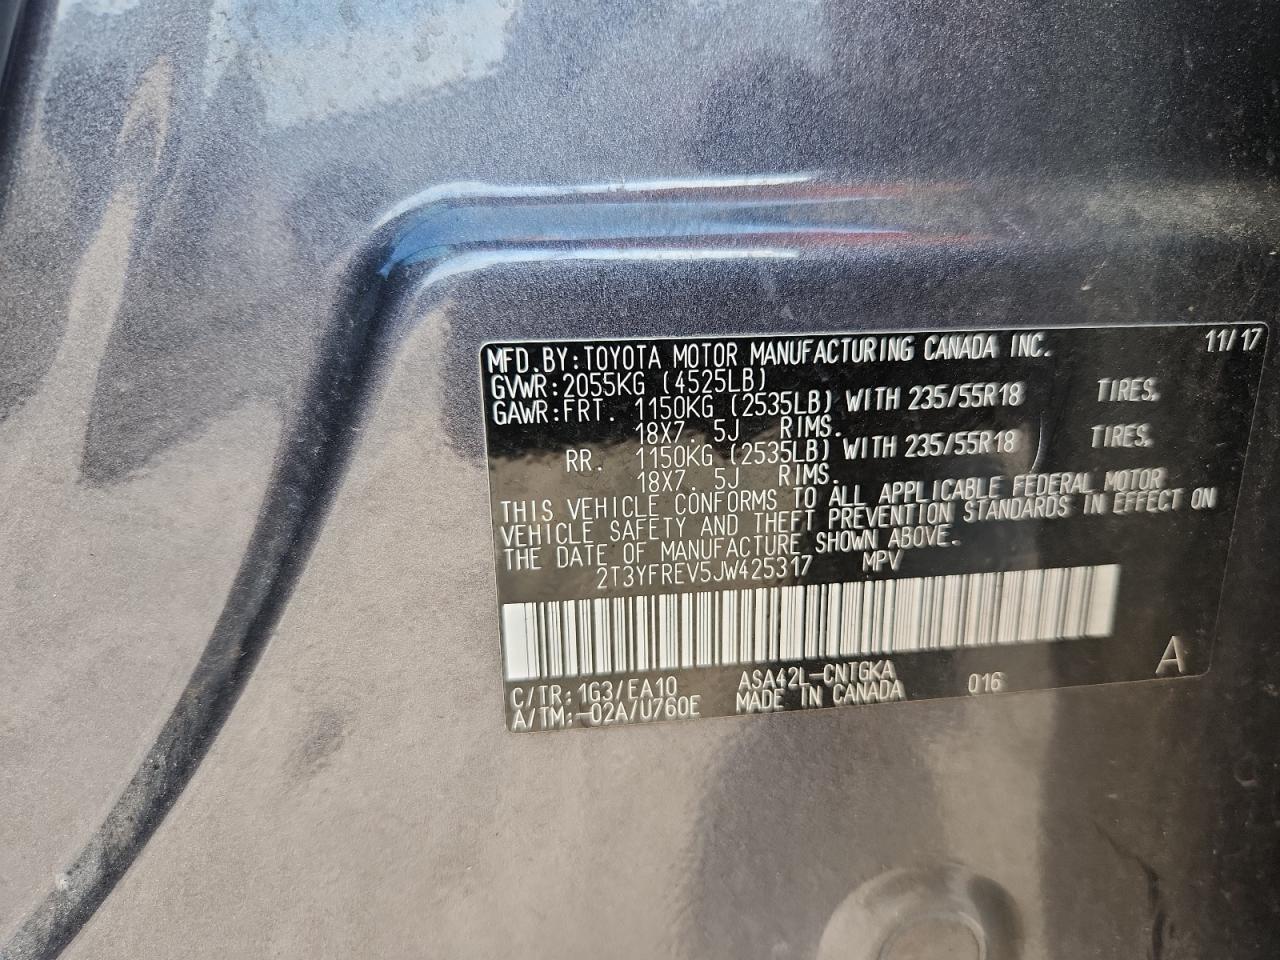 MFD.BY:TOYOTA MOTOR MANUFACTURING CANADA INC. 11/17
GVWR:2055KG (4525LB)
GAWR:FRT. 1150KG (2535LB) WITH 235/55R18 TIRES.
18X7. 5J RIMS.
RR. 1150KG (2535LB) WITH 235/55R18 TIRES.
18X7. 5J RIMS.
THIS VEHICLE CONFORMS TO ALL APPLICABLE FEDERAL MOTOR
VEHICLE SAFETY AND THEFT PREVENTION STANDARDS IN EFFECT ON
THE DATE OF MANUFACTURE SHOWN ABOVE.
2T3YFREV5JW425317 MPV
C/TR:1G3/EA10 ASA42L-CNTGKA 016 A
A/TM:-02A/U760E MADE IN CANADA